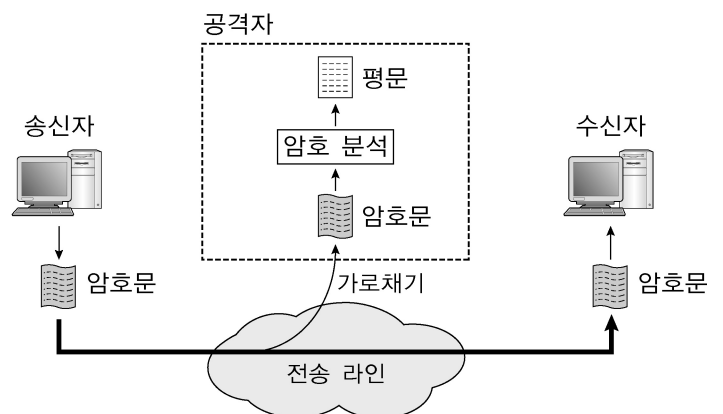 공격자
평문
송신자
암호 분석
수신자
암호문
암호문
암호문
가로채기
전송 라인